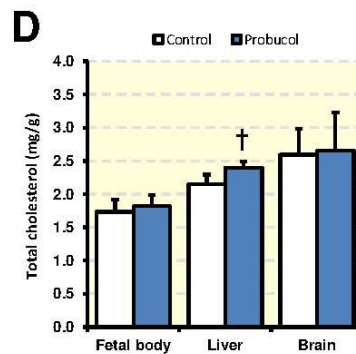 D
Control Probucol
Total cholesterol (mg/g)
4.0
3.5
3.0
2.5
2.0
1.5
1.0
0.5
0.0
†
Fetal body Liver Brain